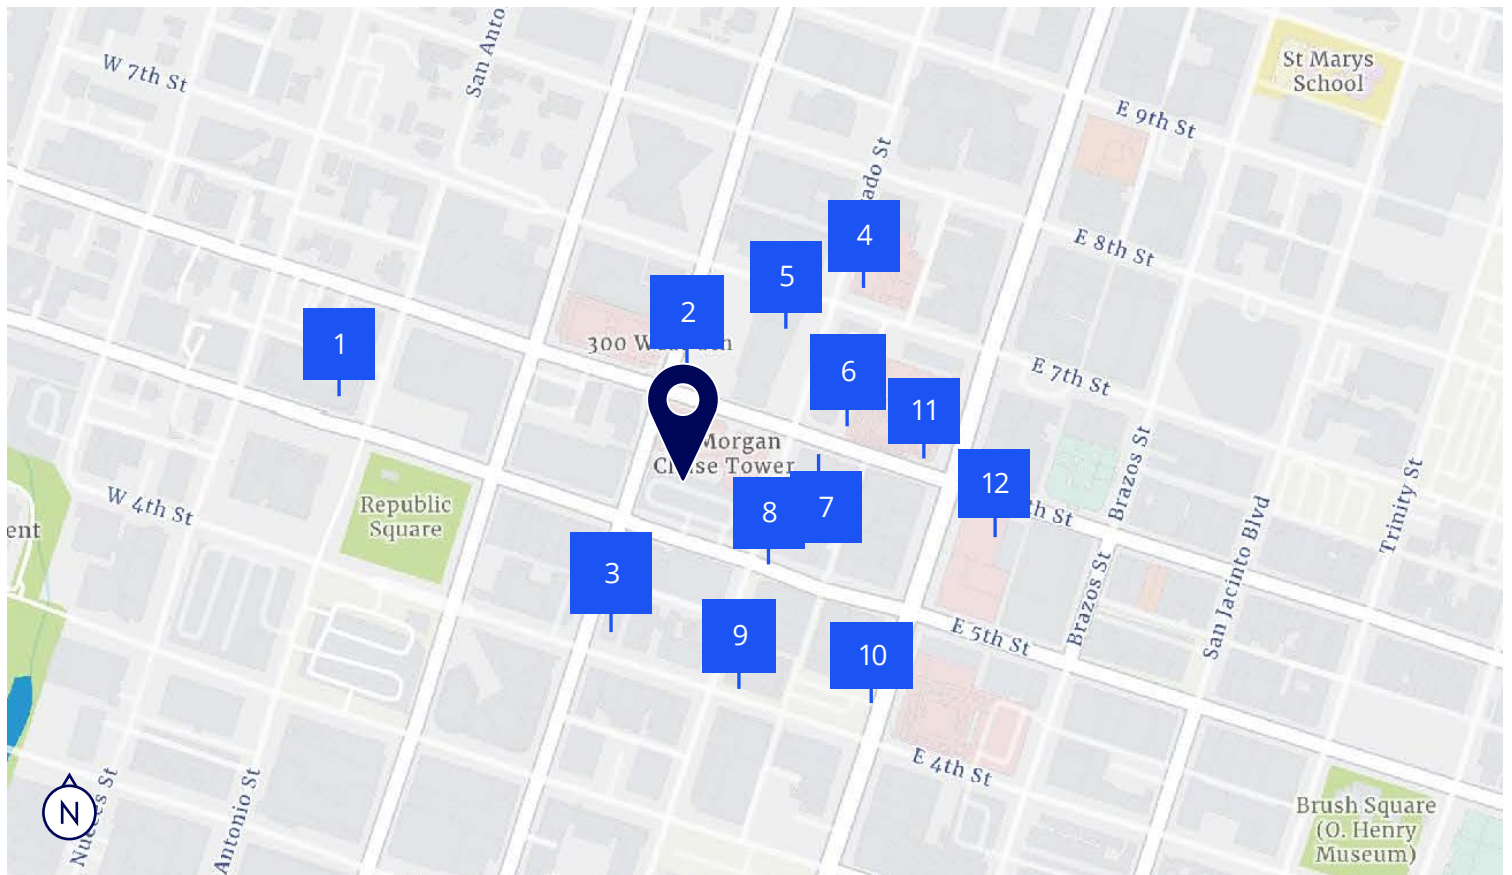 San Anto
W 7th St
St Marys
School
E 9th St
ado St
4
E 8th St
5
2
1
300 W
n
6
E 7th St
11
Morgan
Ch se Tower
12
Brazos St
Trinity St
W 4th St
Republic
Square
8
7
th St
San Jacinto Blvd
ent
3
Brazos St
9
E 5th St
10
E 4th St
N
Nueces St
Antonio St
Brush Square
(O. Henry
Museum)